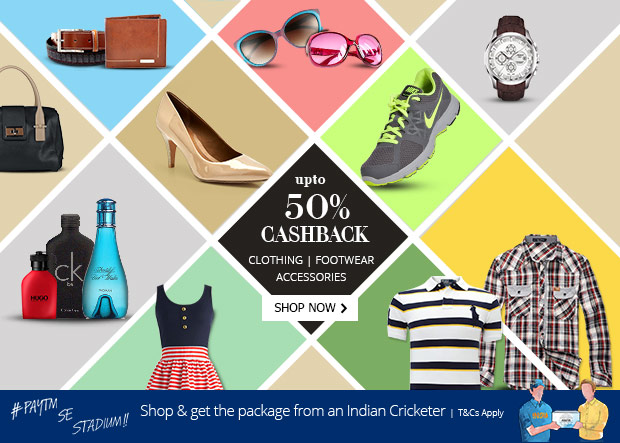 upto
50%
CASHBACK
CLOTHING | FOOTWEAR
ACCESSORIES
SHOP NOW
HUGO
ck
be
#PAYTM
SE
STADIUM!!
Shop & get the package from an Indian Cricketer | T&Cs Apply